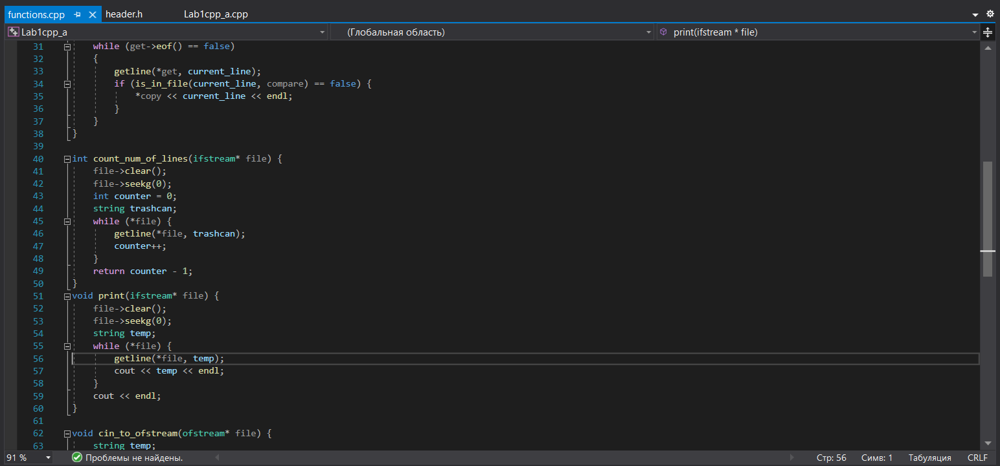 functions.cpp header.h Lab1cpp_a.cpp
Lab1cpp_a (Глобальная область) print(ifstream * file)
31 while (get->eof() == false)
32 {
33 getline(*get, current_line);
34 if (is_in_file(current_line, compare) == false) {
35 *copy << current_line << endl;
36 }
37 }
38 }
39
40 int count_num_of_lines(ifstream* file) {
41 file->clear();
42 file->seekg(0);
43 int counter = 0;
44 string trashcan;
45 while (*file) {
46 getline(*file, trashcan);
47 counter++;
48 }
49 return counter - 1;
50 }
51 void print(ifstream* file) {
52 file->clear();
53 file->seekg(0);
54 string temp;
55 while (*file) {
56 getline(*file, temp);
57 cout << temp << endl;
58 }
59 cout << endl;
60 }
61
62 void cin_to_ofstream(ofstream* file) {
63 string temp;
91 % Проблемы не найдены. Стр: 56 Симв: 1 Табуляция CRLF